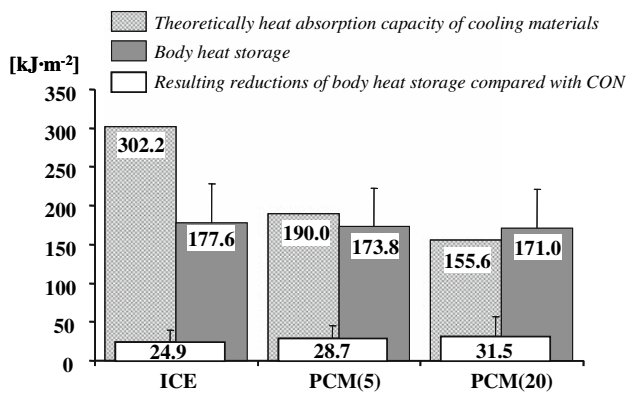 Theoretically heat absorption capacity of cooling materials
Body heat storage
Resulting reductions of body heat storage compared with CON
[kJ·m-2]
350
300
250
200
150
100
50
0
302.2
177.6
24.9
190.0
173.8
28.7
155.6
171.0
31.5
ICE
PCM(5)
PCM(20)